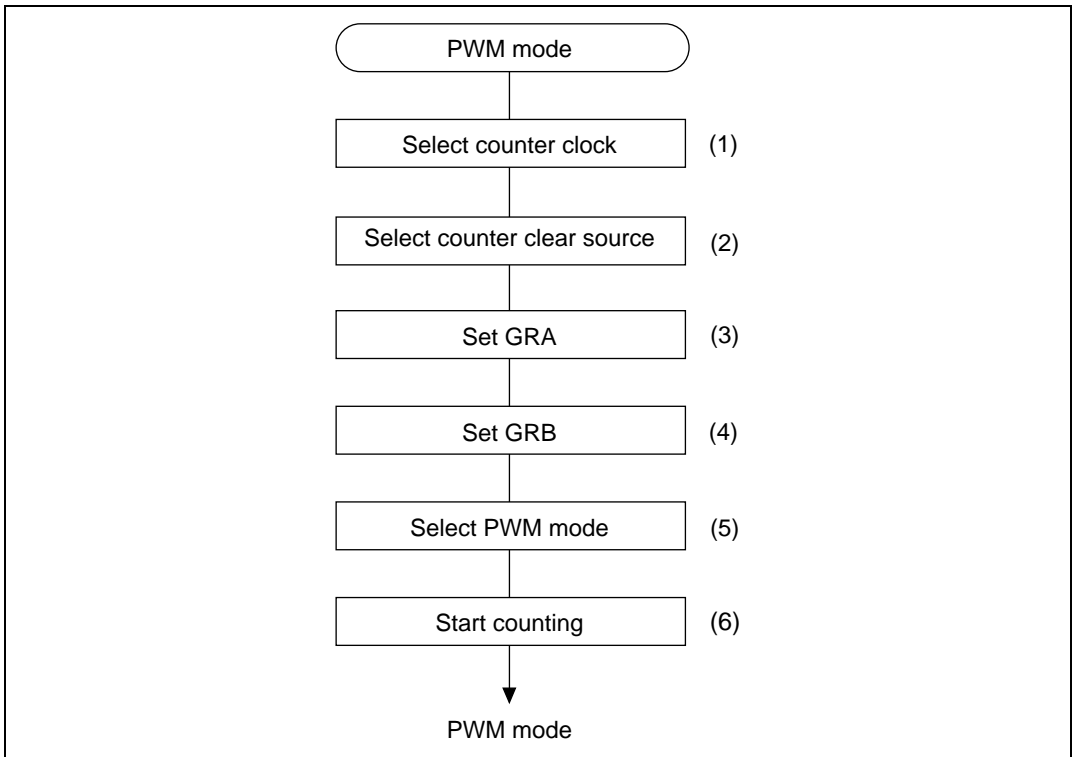 PWM mode
Select counter clock (1)
Select counter clear source (2)
Set GRA (3)
Set GRB (4)
Select PWM mode (5)
Start counting (6)
PWM mode